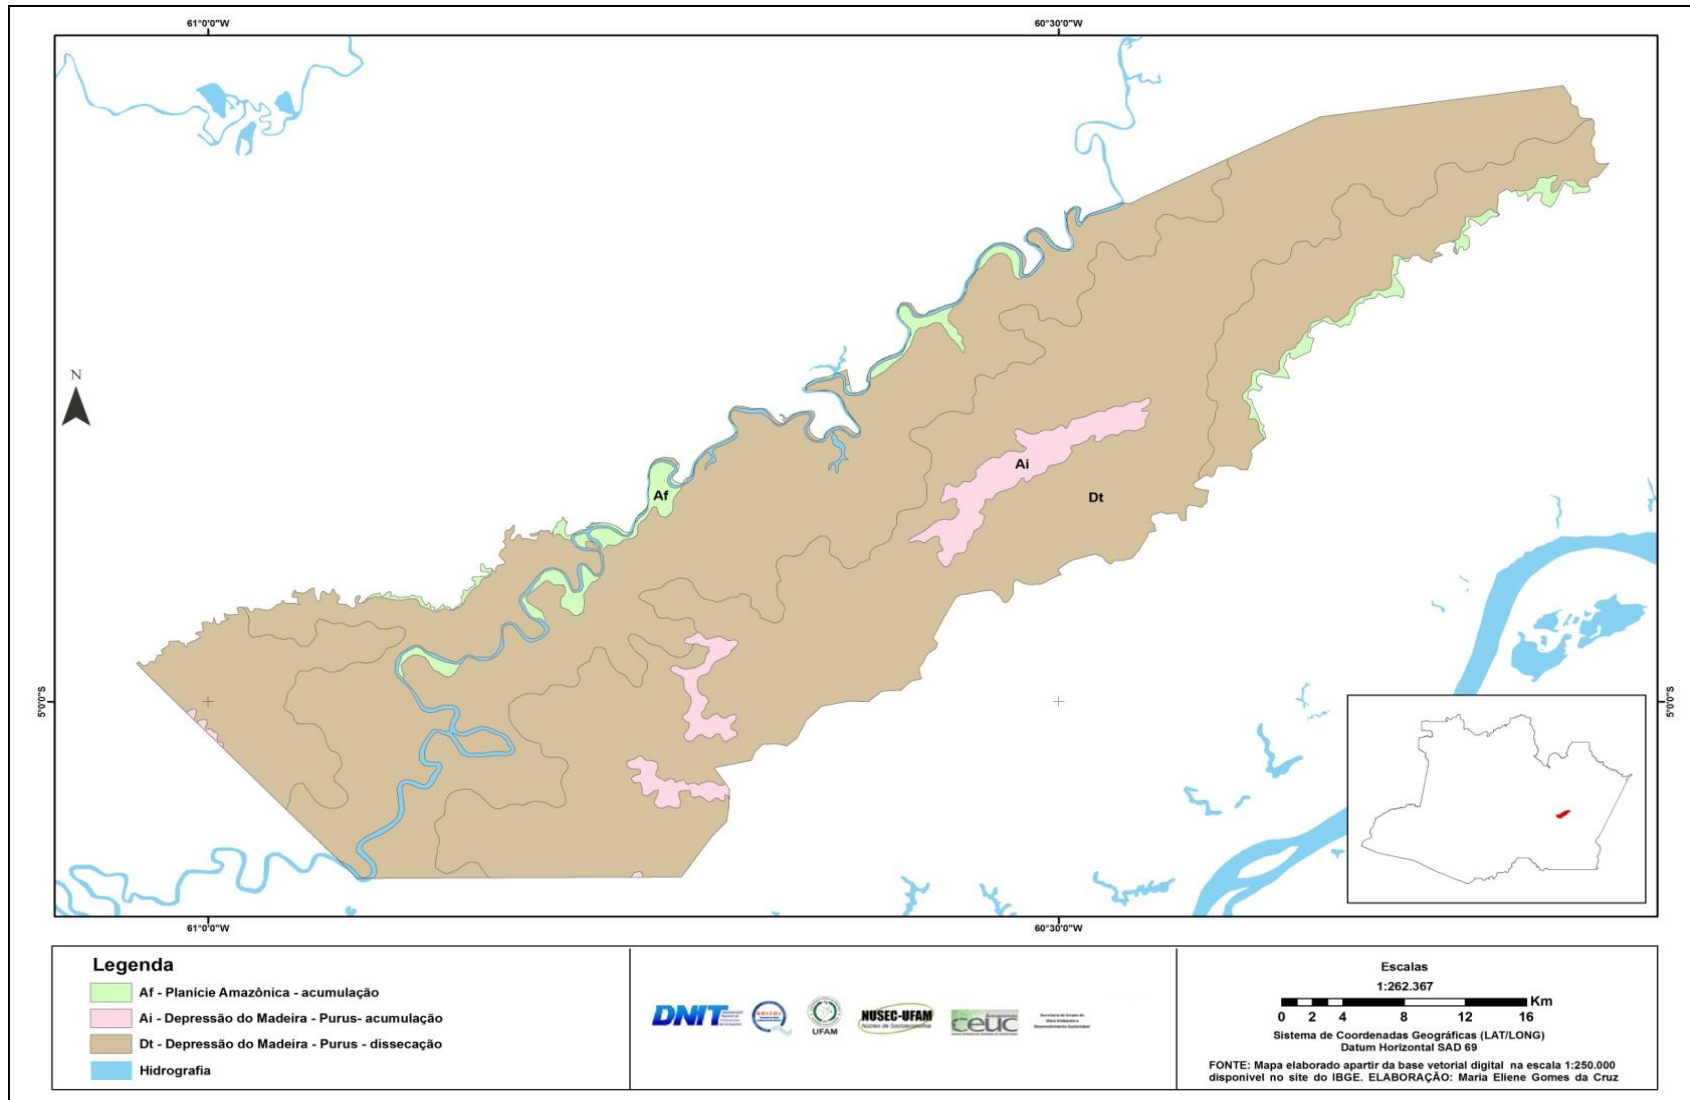 61°0'0"W
60°30'0"W
N
Af
Ai
Dt
5°0'0"S
5°0'0"S
61°0'0"W
60°30'0"W
Legenda
Af - Planície Amazônica - acumulação
Ai - Depressão do Madeira - Purus- acumulação
Dt - Depressão do Madeira - Purus - dissecação
Hidrografia
DNIT
UFAM
NUSEC-UFAM
Núcleo de Socioeconomia
ceuc
Escalas
1:262.367
Km
0 2 4 8 12 16
Sistema de Coordenadas Geográficas (LAT/LONG)
Datum Horizontal SAD 69
FONTE: Mapa elaborado apartir da base vetorial digital na escala 1:250.000
disponivel no site do IBGE. ELABORAÇÃO: Maria Eliene Gomes da Cruz